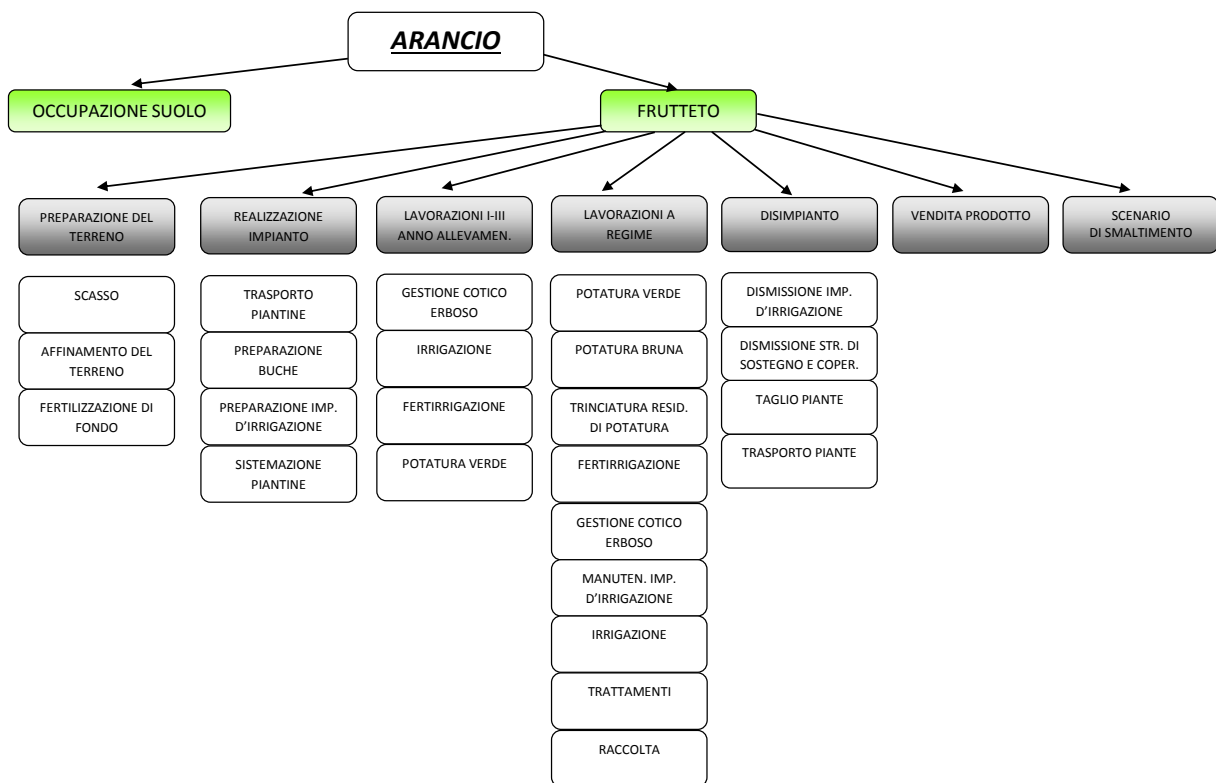 ARANCIO
OCCUPAZIONE SUOLO
FRUTTETO
PREPARAZIONE DEL
TERRENO
REALIZZAZIONE
IMPIANTO
LAVORAZIONI I-III
ANNO ALLEVAMEN.
LAVORAZIONI A
REGIME
DISIMPIANTO
VENDITA PRODOTTO
SCENARIO
DI SMALTIMENTO
SCASSO
AFFINAMENTO DEL
TERRENO
FERTILIZZAZIONE DI
FONDO
TRASPORTO
PIANTINE
PREPARAZIONE
BUCHE
PREPARAZIONE IMP.
D’IRRIGAZIONE
SISTEMAZIONE
PIANTINE
GESTIONE COTICO
ERBOSO
IRRIGAZIONE
FERTIRRIGAZIONE
POTATURA VERDE
POTATURA VERDE
POTATURA BRUNA
TRINCIATURA RESID.
DI POTATURA
FERTIRRIGAZIONE
GESTIONE COTICO
ERBOSO
MANUTEN. IMP.
D’IRRIGAZIONE
IRRIGAZIONE
TRATTAMENTI
RACCOLTA
DISMISSIONE IMP.
D’IRRIGAZIONE
DISMISSIONE STR. DI
SOSTEGNO E COPER.
TAGLIO PIANTE
TRASPORTO PIANTE